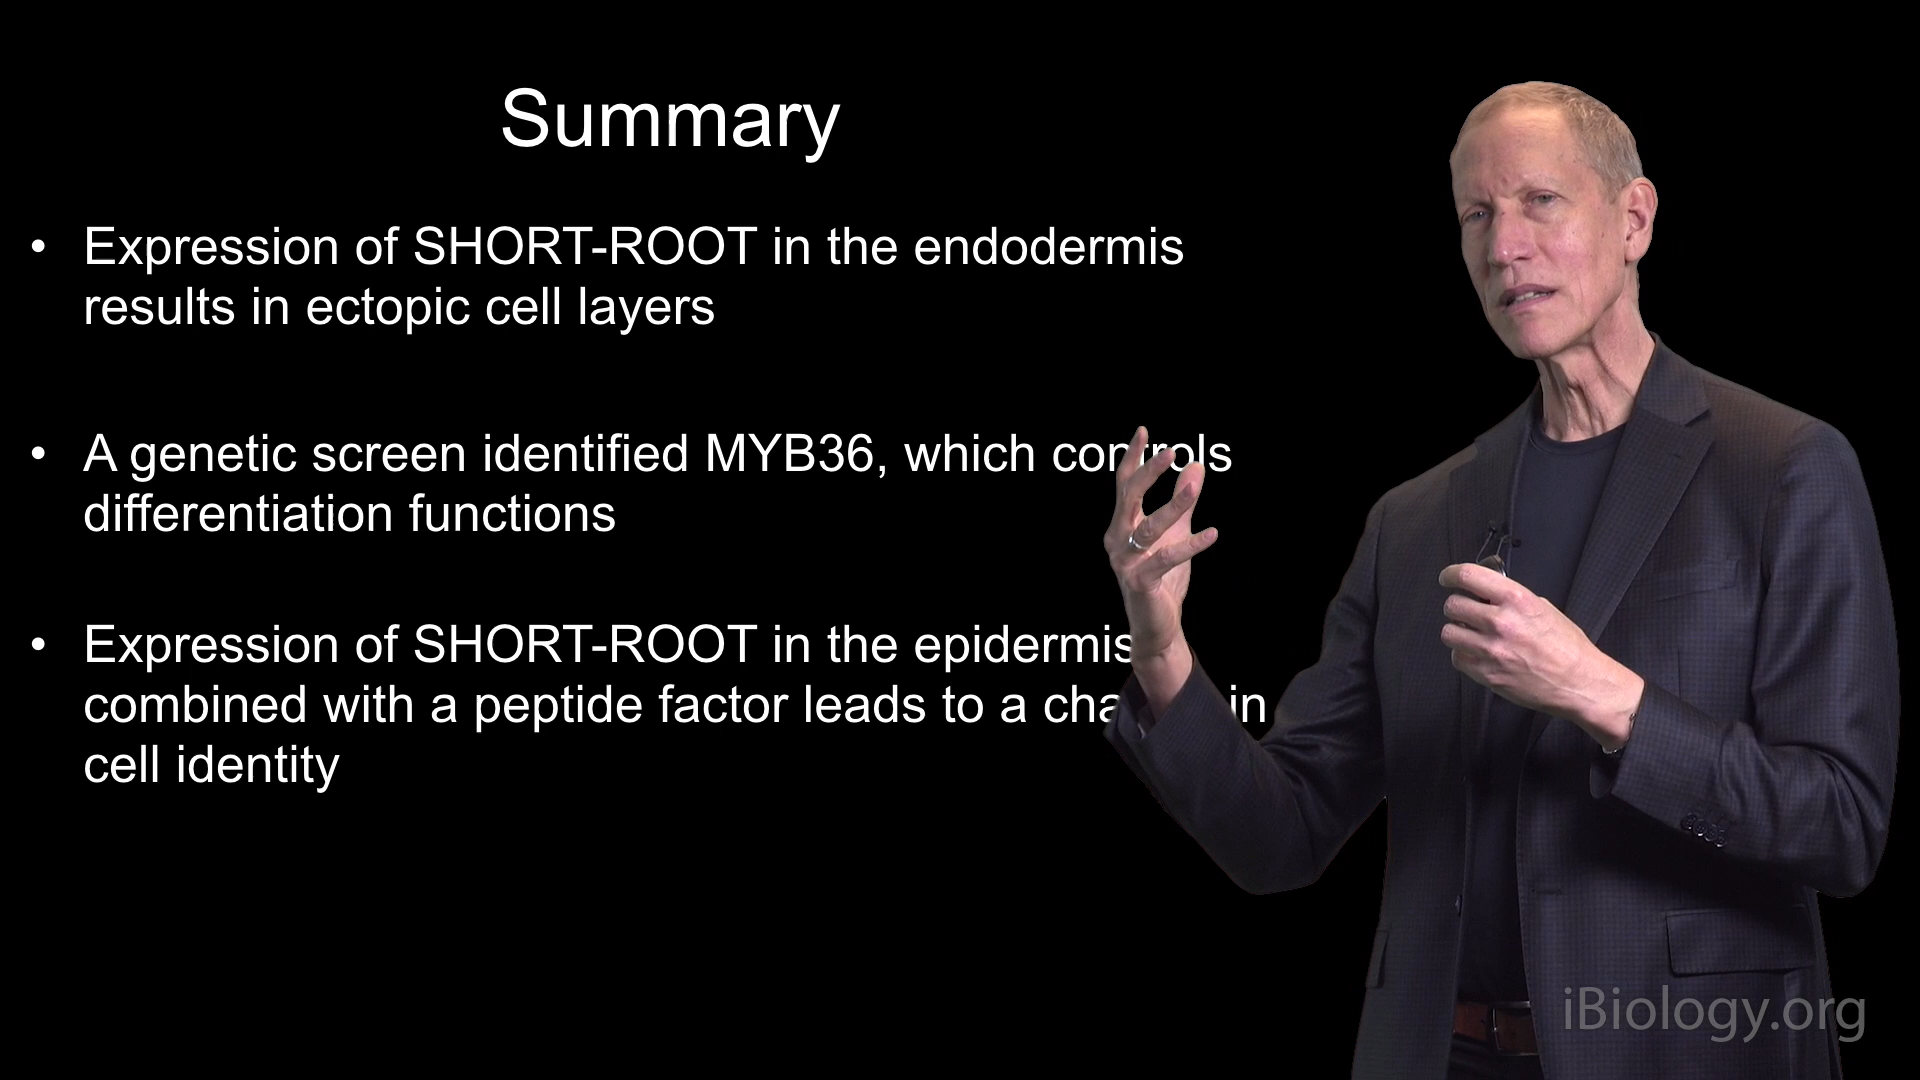 Summary
• Expression of SHORT-ROOT in the endodermis
results in ectopic cell layers
• A genetic screen identified MYB36, which controls
differentiation functions
• Expression of SHORT-ROOT in the epidermis
combined with a peptide factor leads to a in
cell identity
iBiology.org